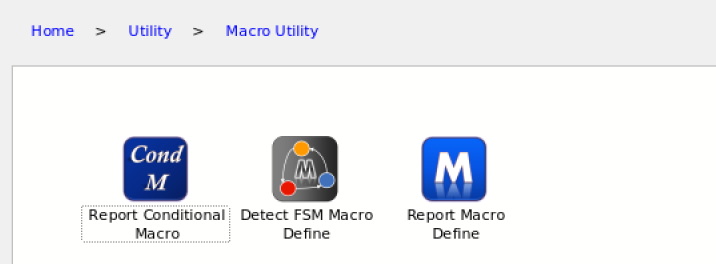 Home > Utility > Macro Utility
Cond
M
M
M
Report Conditional
Macro
Detect FSM Macro
Define
Report Macro
Define